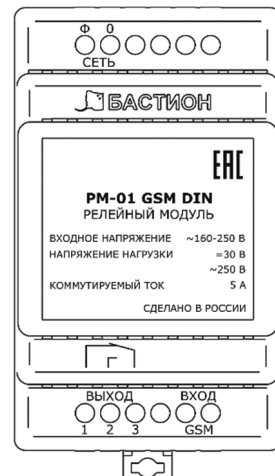 Ф 0
СЕТЬ
БАСТИОН
ЕАС
РМ-01 GSM DIN
РЕЛЕЙНЫЙ МОДУЛЬ
ВХОДНОЕ НАПРЯЖЕНИЕ ~160-250 В
НАПРЯЖЕНИЕ НАГРУЗКИ =30 В
~250 В
КОММУТИРУЕМЫЙ ТОК 5 А
СДЕЛАНО В РОССИИ
ВЫХОД ВХОД
1 2 3 GSM